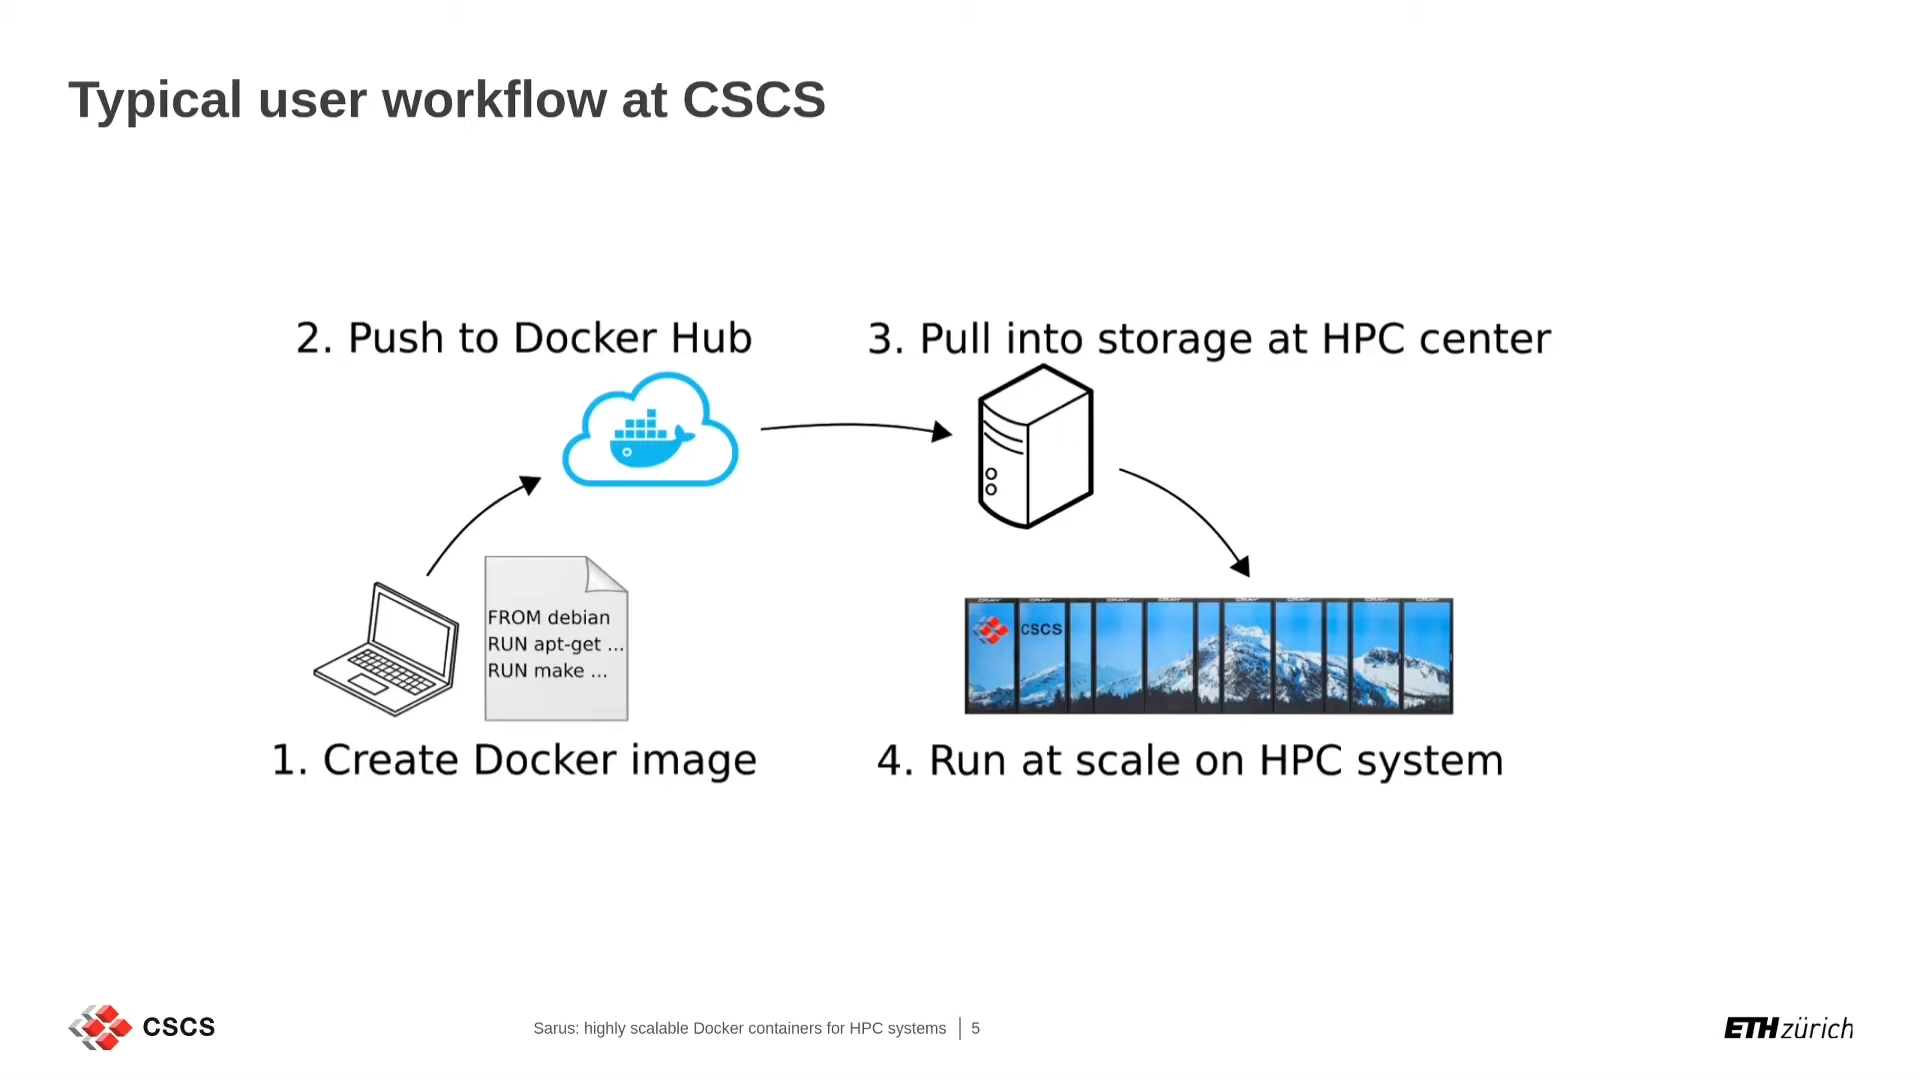 Typical user workflow at CSCS
2. Push to Docker Hub
3. Pull into storage at HPC center
FROM debian
RUN apt-get ...
RUN make ...
CSCS
1. Create Docker image
4. Run at scale on HPC system
CSCS
Sarus: highly scalable Docker containers for HPC systems | 5
ETH zürich